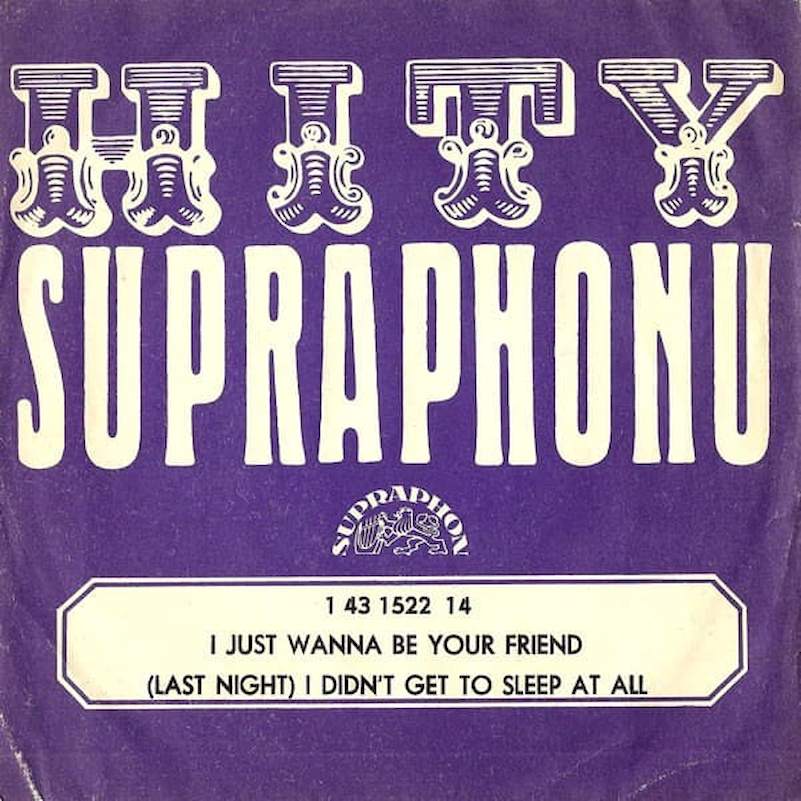 HITY
SUPRAPHONU
SUPRAPHON
1 43 1522 14
I JUST WANNA BE YOUR FRIEND
(LAST NIGHT) I DIDN'T GET TO SLEEP AT ALL